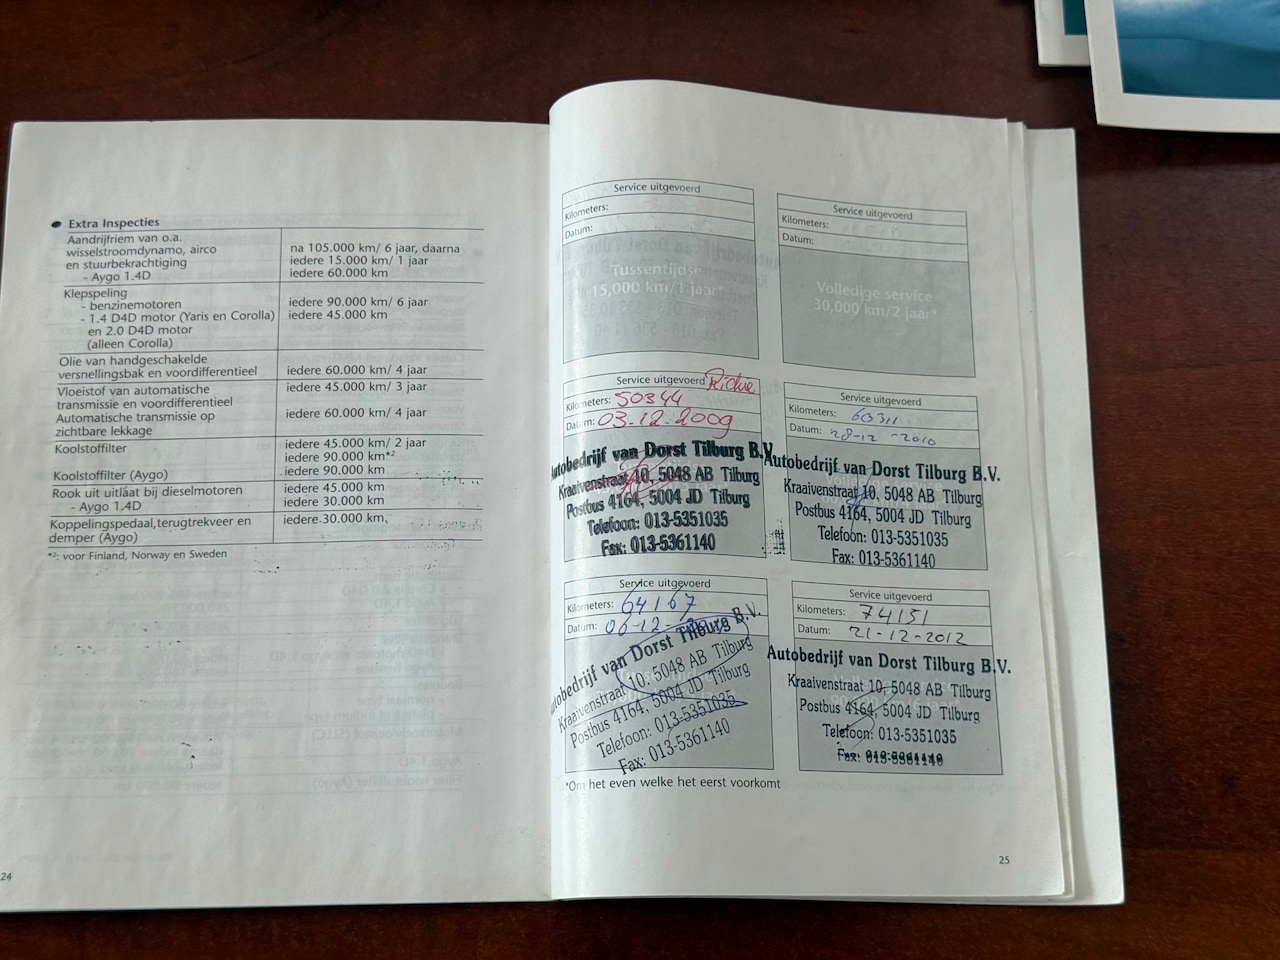 Extra Inspecties
Aandrijfriem van o.a.
wisselstroomdynamo, airco
en stuurbekrachtiging
- Aygo 1.4D
na 105.000 km/ 6 jaar, daarna
iedere 15.000 km/ 1 jaar
iedere 60.000 km
Klepspeling
- benzinemotoren
- 1.4 D4D motor (Yaris en Corolla)
en 2.0 D4D motor
(alleen Corolla)
iedere 90.000 km/ 6 jaar
iedere 45.000 km
Olie van handgeschakelde
versnellingsbak en voordifferentieel
iedere 60.000 km/ 4 jaar
Vloeistof van automatische
transmissie en voordifferentieel
Automatische transmissie op
zichtbare lekkage
iedere 45.000 km/ 3 jaar
iedere 60.000 km/ 4 jaar
Koolstoffilter
Koolstoffilter (Aygo)
iedere 45.000 km/ 2 jaar
iedere 90.000 km*²
iedere 90.000 km
Rook uit uitlaat bij dieselmotoren
- Aygo 1.4D
iedere 45.000 km
iedere 30.000 km
Koppelingspedaal,terugtrekveer en
demper (Aygo)
iedere 30.000 km,
*²: voor Finland, Norway en Sweden
24
Service uitgevoerd
Kilometers:
Datum:
Tussentijdse
15,000 km/1 jaar*
Service uitgevoerd
Kilometers:
Datum:
Volledige service
30,000 km/2 jaar*
Service uitgevoerd
Kilometers: 50344
Datum: 03-12-2009
Autobedrijf van Dorst Tilburg B.V.
Kraaivenstraat 10, 5048 AB Tilburg
Postbus 4164, 5004 JD Tilburg
Telefoon: 013-5351035
Fax: 013-5361140
Service uitgevoerd
Kilometers: 60311
Datum: 28-12-2010
Autobedrijf van Dorst Tilburg B.V.
Kraaivenstraat 10, 5048 AB Tilburg
Postbus 4164, 5004 JD Tilburg
Telefoon: 013-5351035
Fax: 013-5361140
Service uitgevoerd
Kilometers: 64167
Datum: 06-12-
Autobedrijf van Dorst Tilburg B.V.
Kraaivenstraat 10, 5048 AB Tilburg
Postbus 4164, 5004 JD Tilburg
Telefoon: 013-5351035
Fax: 013-5361140
Service uitgevoerd
Kilometers: 74151
Datum: 21-12-2012
Autobedrijf van Dorst Tilburg B.V.
Kraaivenstraat 10, 5048 AB Tilburg
Postbus 4164, 5004 JD Tilburg
Telefoon: 013-5351035
Fax: 013-5361140
*Om het even welke het eerst voorkomt
25